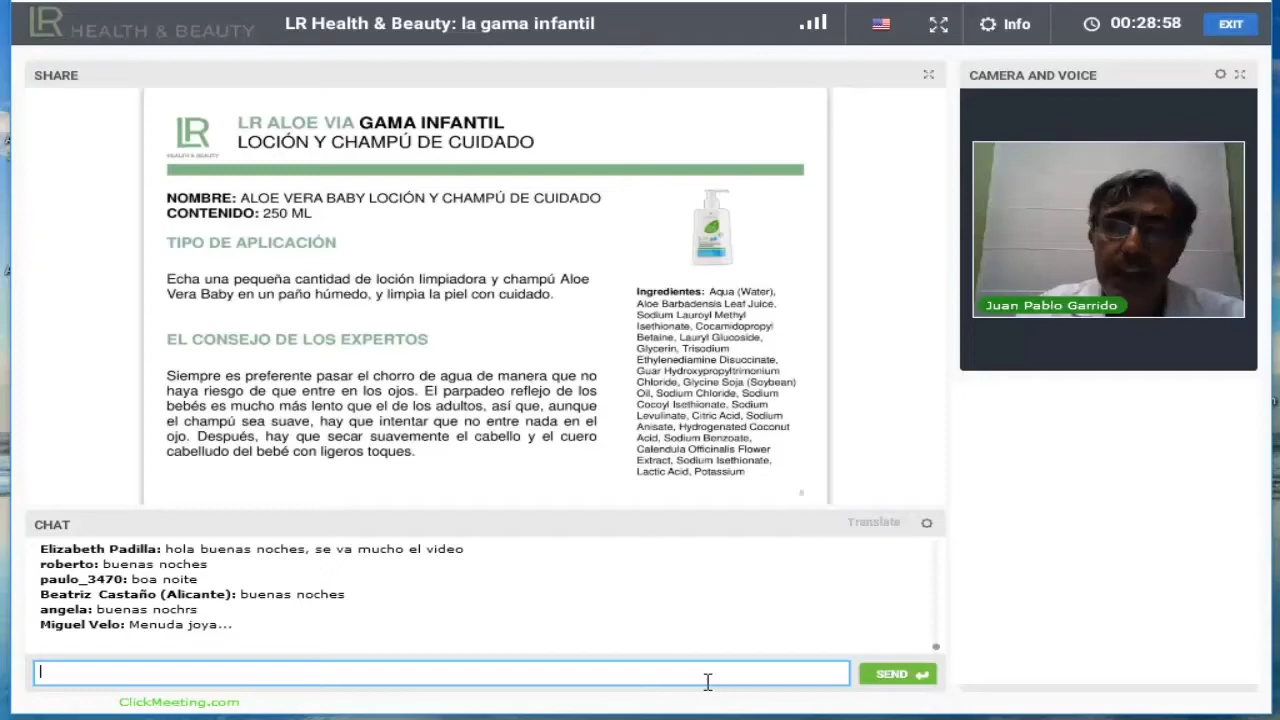 LR HEALTH & BEAUTY
LR Health & Beauty: la gama infantil
Info
00:28:58
EXIT
SHARE
LR
HEALTH & BEAUTY
LR ALOE VIA GAMA INFANTIL
LOCIÓN Y CHAMPÚ DE CUIDADO
NOMBRE: ALOE VERA BABY LOCIÓN Y CHAMPÚ DE CUIDADO
CONTENIDO: 250 ML
TIPO DE APLICACIÓN
Echa una pequeña cantidad de loción limpiadora y champú Aloe
Vera Baby en un paño húmedo, y limpia la piel con cuidado.
EL CONSEJO DE LOS EXPERTOS
Siempre es preferente pasar el chorro de agua de manera que no
haya riesgo de que entre en los ojos. El parpadeo reflejo de los
bebés es mucho más lento que el de los adultos, así que, aunque
el champú sea suave, hay que intentar que no entre nada en el
ojo. Después, hay que secar suavemente el cabello y el cuero
cabelludo del bebé con ligeros toques.
Ingredientes: Aqua (Water),
Aloe Barbadensis Leaf Juice,
Sodium Lauroyl Methyl
Isethionate, Cocamidopropyl
Betaine, Lauryl Glucoside,
Glycerin, Trisodium
Ethylenediamine Disuccinate,
Guar Hydroxypropyltrimonium
Chloride, Glycine Soja (Soybean)
Oil, Sodium Chloride, Sodium
Cocoyl Isethionate, Sodium
Levulinate, Citric Acid, Sodium
Anisate, Hydrogenated Coconut
Acid, Sodium Benzoate,
Calendula Officinalis Flower
Extract, Sodium Isethionate,
Lactic Acid, Potassium
CAMERA AND VOICE
Juan Pablo Garrido
CHAT
Translate
Elizabeth Padilla: hola buenas noches, se va mucho el video
roberto: buenas noches
paulo_3470: boa noite
Beatriz Castaño (Alicante): buenas noches
angela: buenas nochrs
Miguel Velo: Menuda joya...
SEND
ClickMeeting.com